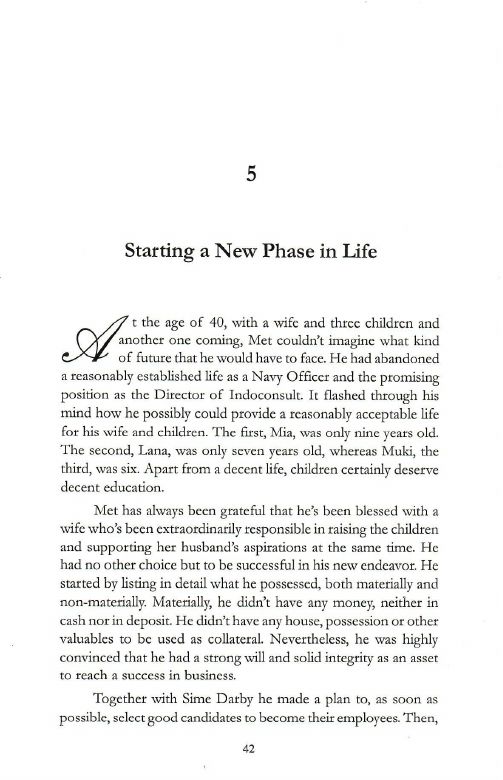 5
Starting a New Phase in Life
At the age of 40, with a wife and three children and
another one coming, Met couldn't imagine what kind
of future that he would have to face. He had abandoned
a reasonably established life as a Navy Officer and the promising
position as the Director of Indoconsult. It flashed through his
mind how he possibly could provide a reasonably acceptable life
for his wife and children. The first, Mia, was only nine years old.
The second, Lana, was only seven years old, whereas Muki, the
third, was six. Apart from a decent life, children certainly deserve
decent education.
Met has always been grateful that he's been blessed with a
wife who's been extraordinarily responsible in raising the children
and supporting her husband's aspirations at the same time. He
had no other choice but to be successful in his new endeavor. He
started by listing in detail what he possessed, both materially and
non-materially. Materially, he didn't have any money, neither in
cash nor in deposit. He didn't have any house, possession or other
valuables to be used as collateral. Nevertheless, he was highly
convinced that he had a strong will and solid integrity as an asset
to reach a success in business.
Together with Sime Darby he made a plan to, as soon as
possible, select good candidates to become their employees. Then,
42